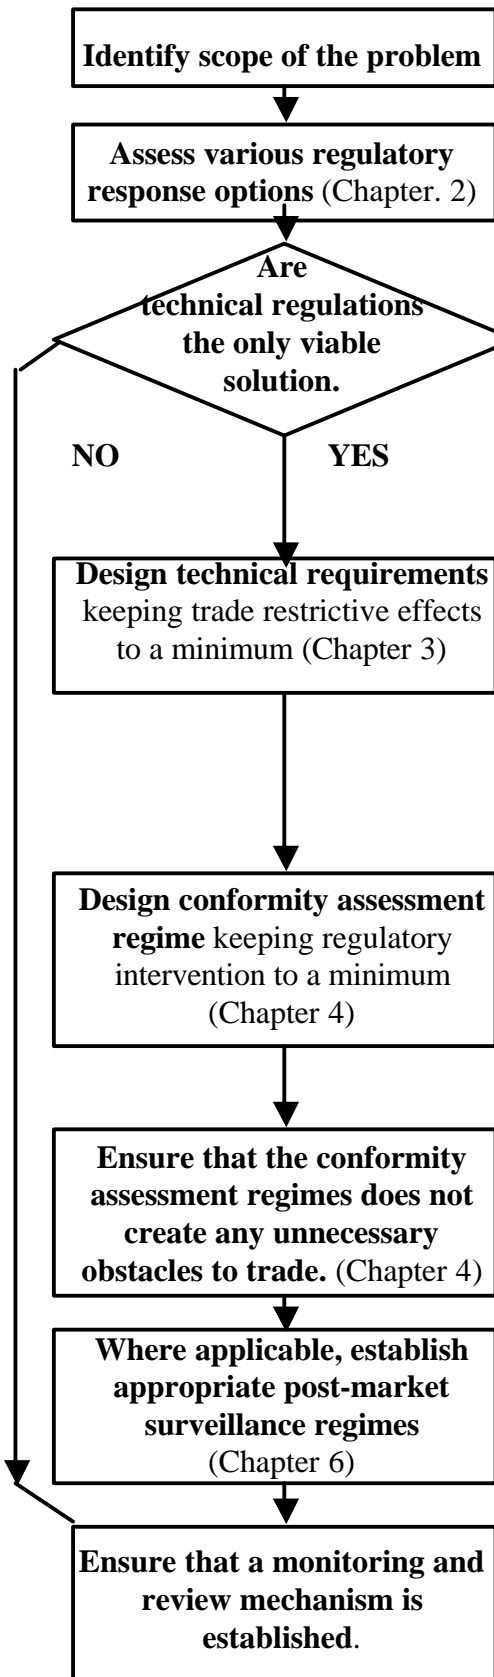 Identify scope of the problem
Assess various regulatory
response options (Chapter. 2)
Are
technical regulations
the only viable
solution.
NO YES
Design technical requirements
keeping trade restrictive effects
to a minimum (Chapter 3)
Design conformity assessment
regime keeping regulatory
intervention to a minimum
(Chapter 4)
Ensure that the conformity
assessment regimes does not
create any unnecessary
obstacles to trade. (Chapter 4)
Where applicable, establish
appropriate post-market
surveillance regimes
(Chapter 6)
Ensure that a monitoring and
review mechanism is
established.